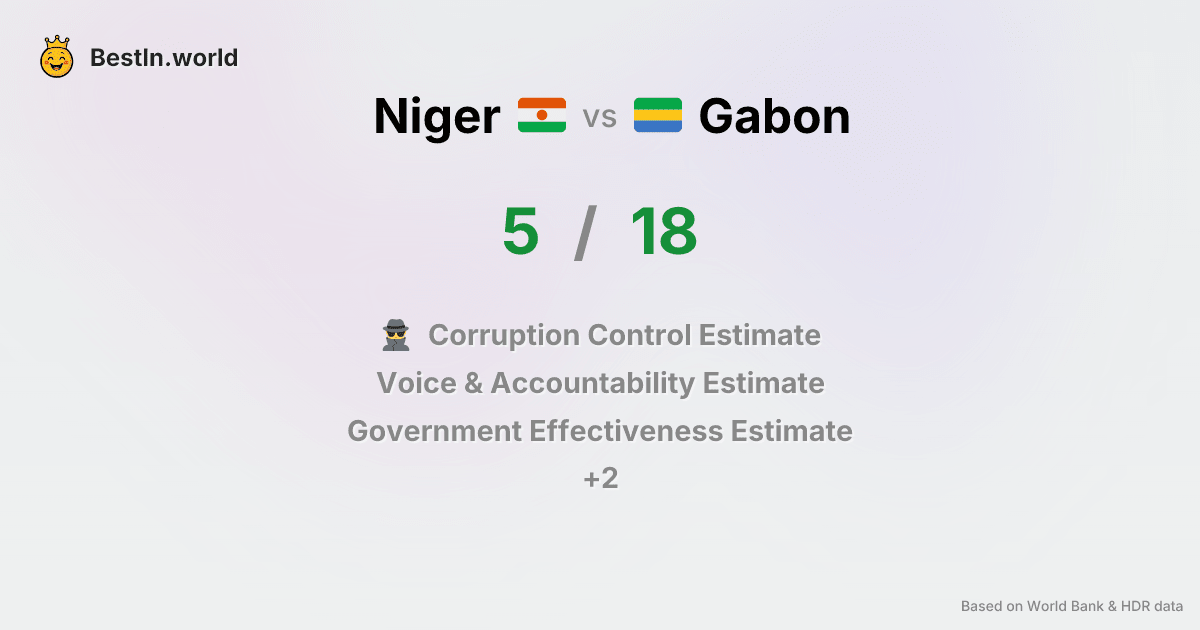 BestIn.world
Niger vs Gabon
5 / 18
Corruption Control Estimate
Voice & Accountability Estimate
Government Effectiveness Estimate
+2
Based on World Bank & HDR data